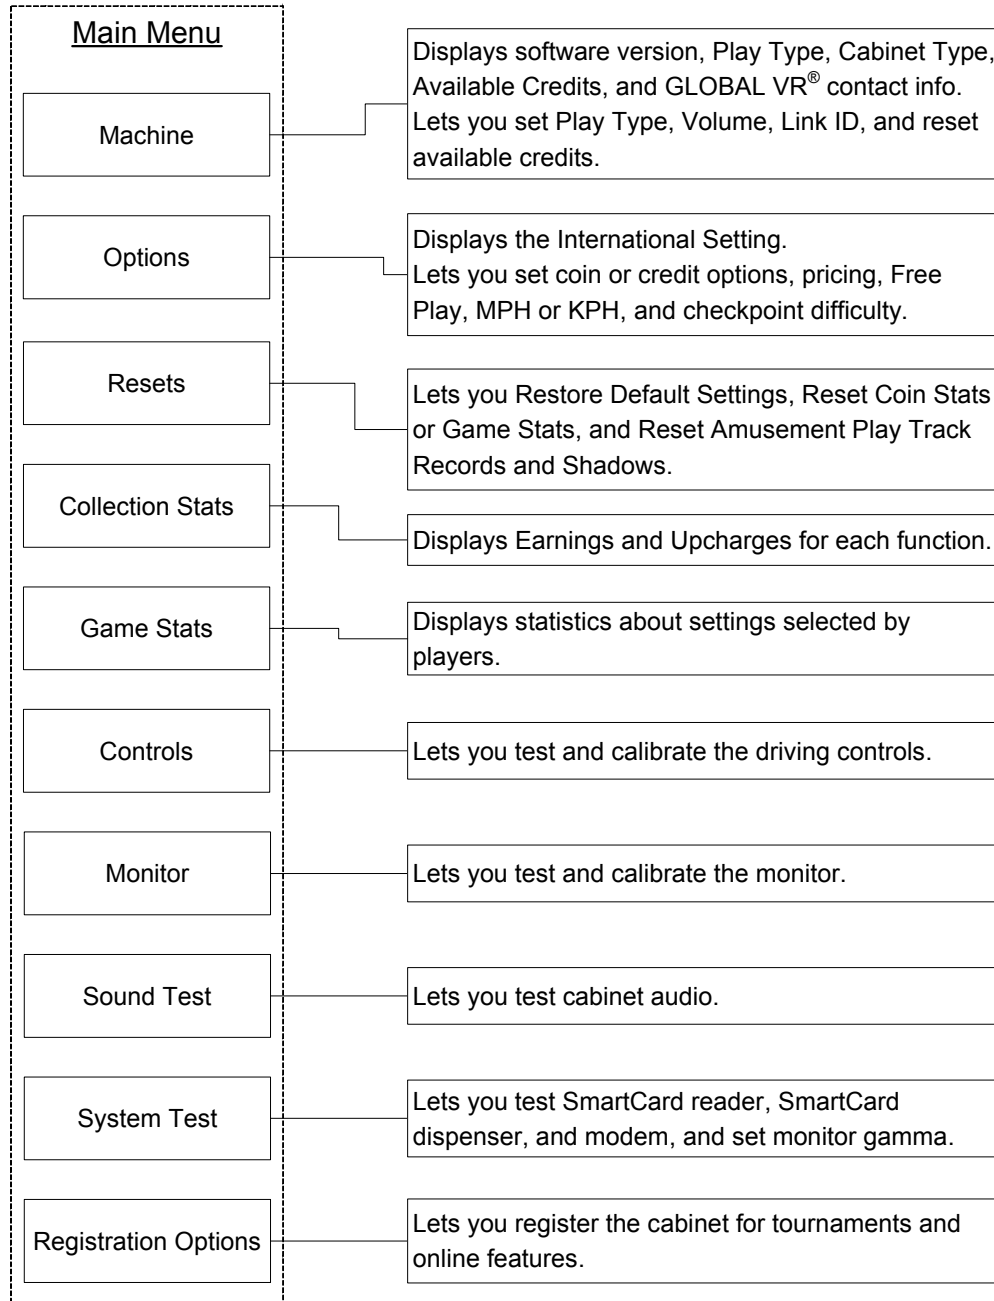 Main Menu
Machine
Displays software version, Play Type, Cabinet Type,
Available Credits, and GLOBAL VR® contact info.
Lets you set Play Type, Volume, Link ID, and reset
available credits.
Options
Displays the International Setting.
Lets you set coin or credit options, pricing, Free
Play, MPH or KPH, and checkpoint difficulty.
Resets
Lets you Restore Default Settings, Reset Coin Stats
or Game Stats, and Reset Amusement Play Track
Records and Shadows.
Collection Stats
Displays Earnings and Upcharges for each function.
Game Stats
Displays statistics about settings selected by
players.
Controls
Lets you test and calibrate the driving controls.
Monitor
Lets you test and calibrate the monitor.
Sound Test
Lets you test cabinet audio.
System Test
Lets you test SmartCard reader, SmartCard
dispenser, and modem, and set monitor gamma.
Registration Options
Lets you register the cabinet for tournaments and
online features.